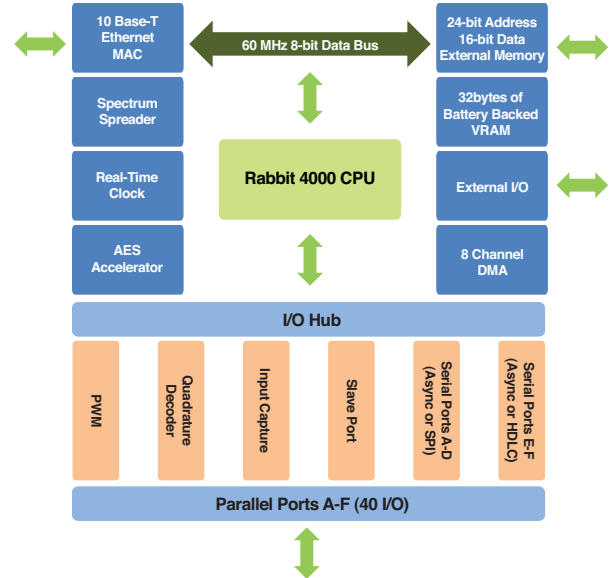 10 Base-T
Ethernet
MAC
60 MHz 8-bit Data Bus
24-bit Address
16-bit Data
External Memory
Spectrum
Spreader
32bytes of
Battery Backed
VRAM
Rabbit 4000 CPU
Real-Time
Clock
External I/O
AES
Accelerator
8 Channel
DMA
I/O Hub
PWM
Quadrature
Decoder
Input Capture
Slave Port
Serial Ports A-D
(Async or SPI)
Serial Ports E-F
(Async or HDLC)
Parallel Ports A-F (40 I/O)